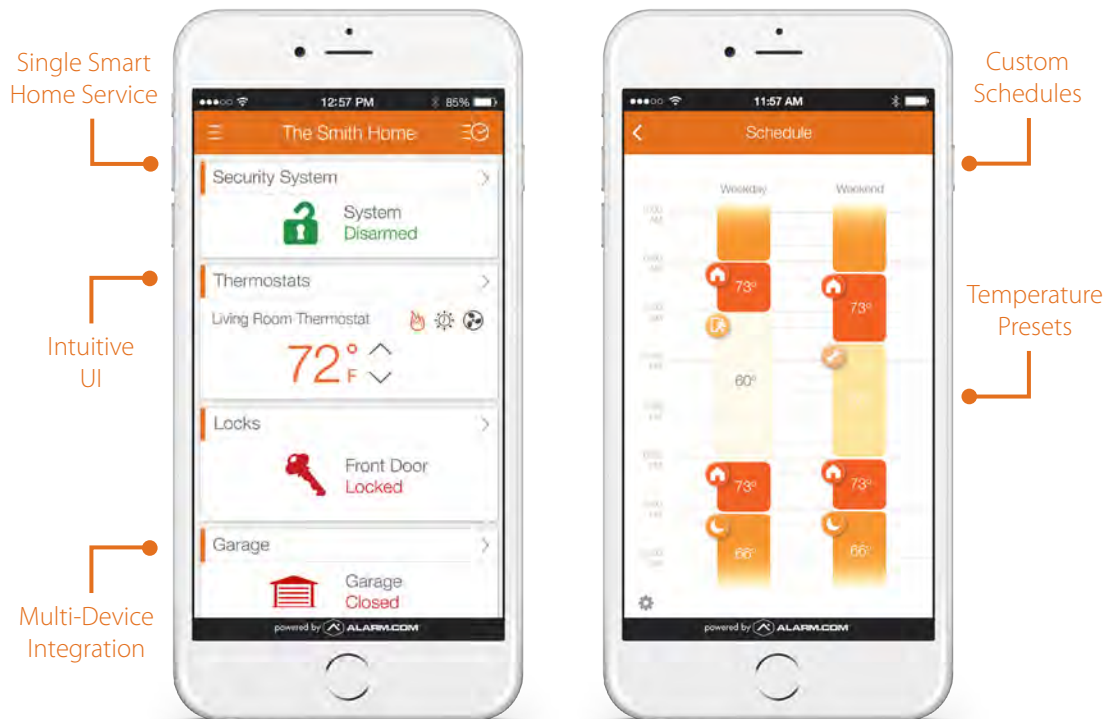 Single Smart
Home Service
Intuitive
UI
Multi-Device
Integration
12:57 PM
85%
The Smith Home
Security System
System
Disarmed
Thermostats
Living Room Thermostat
72°F
Locks
Front Door
Locked
Garage
Garage
Closed
powered by ALARM.COM
11:57 AM
Schedule
Weekday Weekend
73°
73°
60°
73° 73°
66° 66°
powered by ALARM.COM
Custom
Schedules
Temperature
Presets